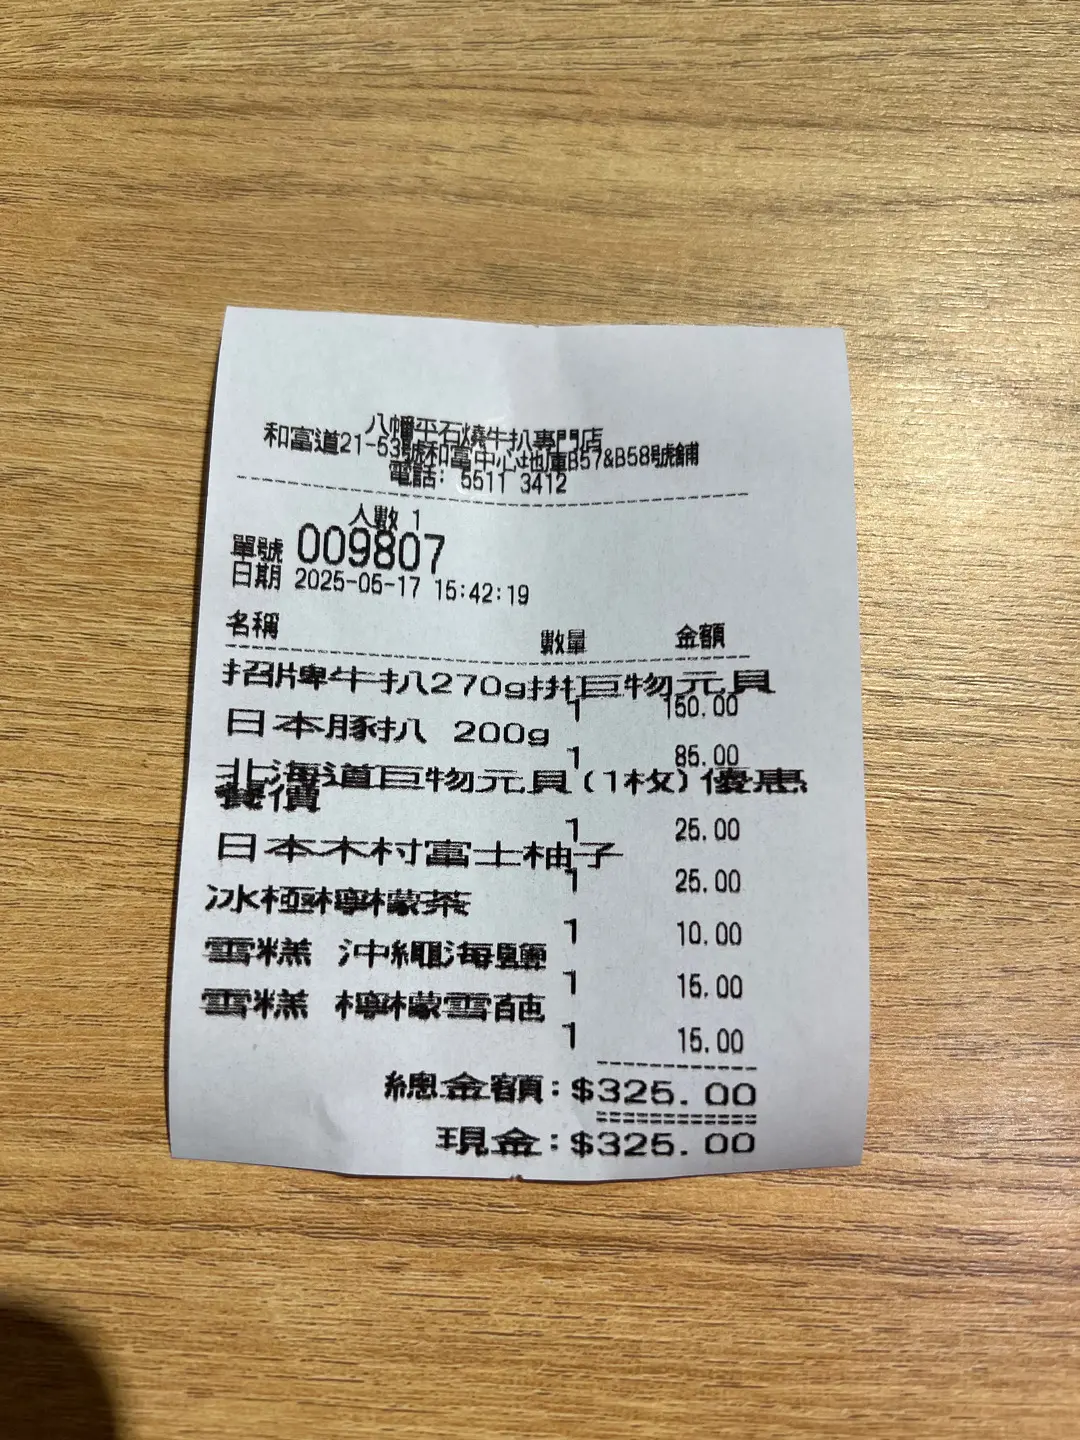 八幡平石燒牛扒專門店
和富道21-53號和富中心地庫B57&B58號舖
電話: 5511 3412
人數 1
單號 009807
日期 2025-05-17 15:42:19
名稱 數量 金額
招牌牛扒270g拼巨物元貝
1 150.00
日本豚扒 200g
1 85.00
北海道巨物元貝(1枚)優惠
餐價
1 25.00
日本木村富士柚子
1 25.00
冰極檸檬茶
1 10.00
雪糕 沖繩海鹽
1 15.00
雪糕 檸檬雪葩
1 15.00
總金額:$325.00
現金:$325.00